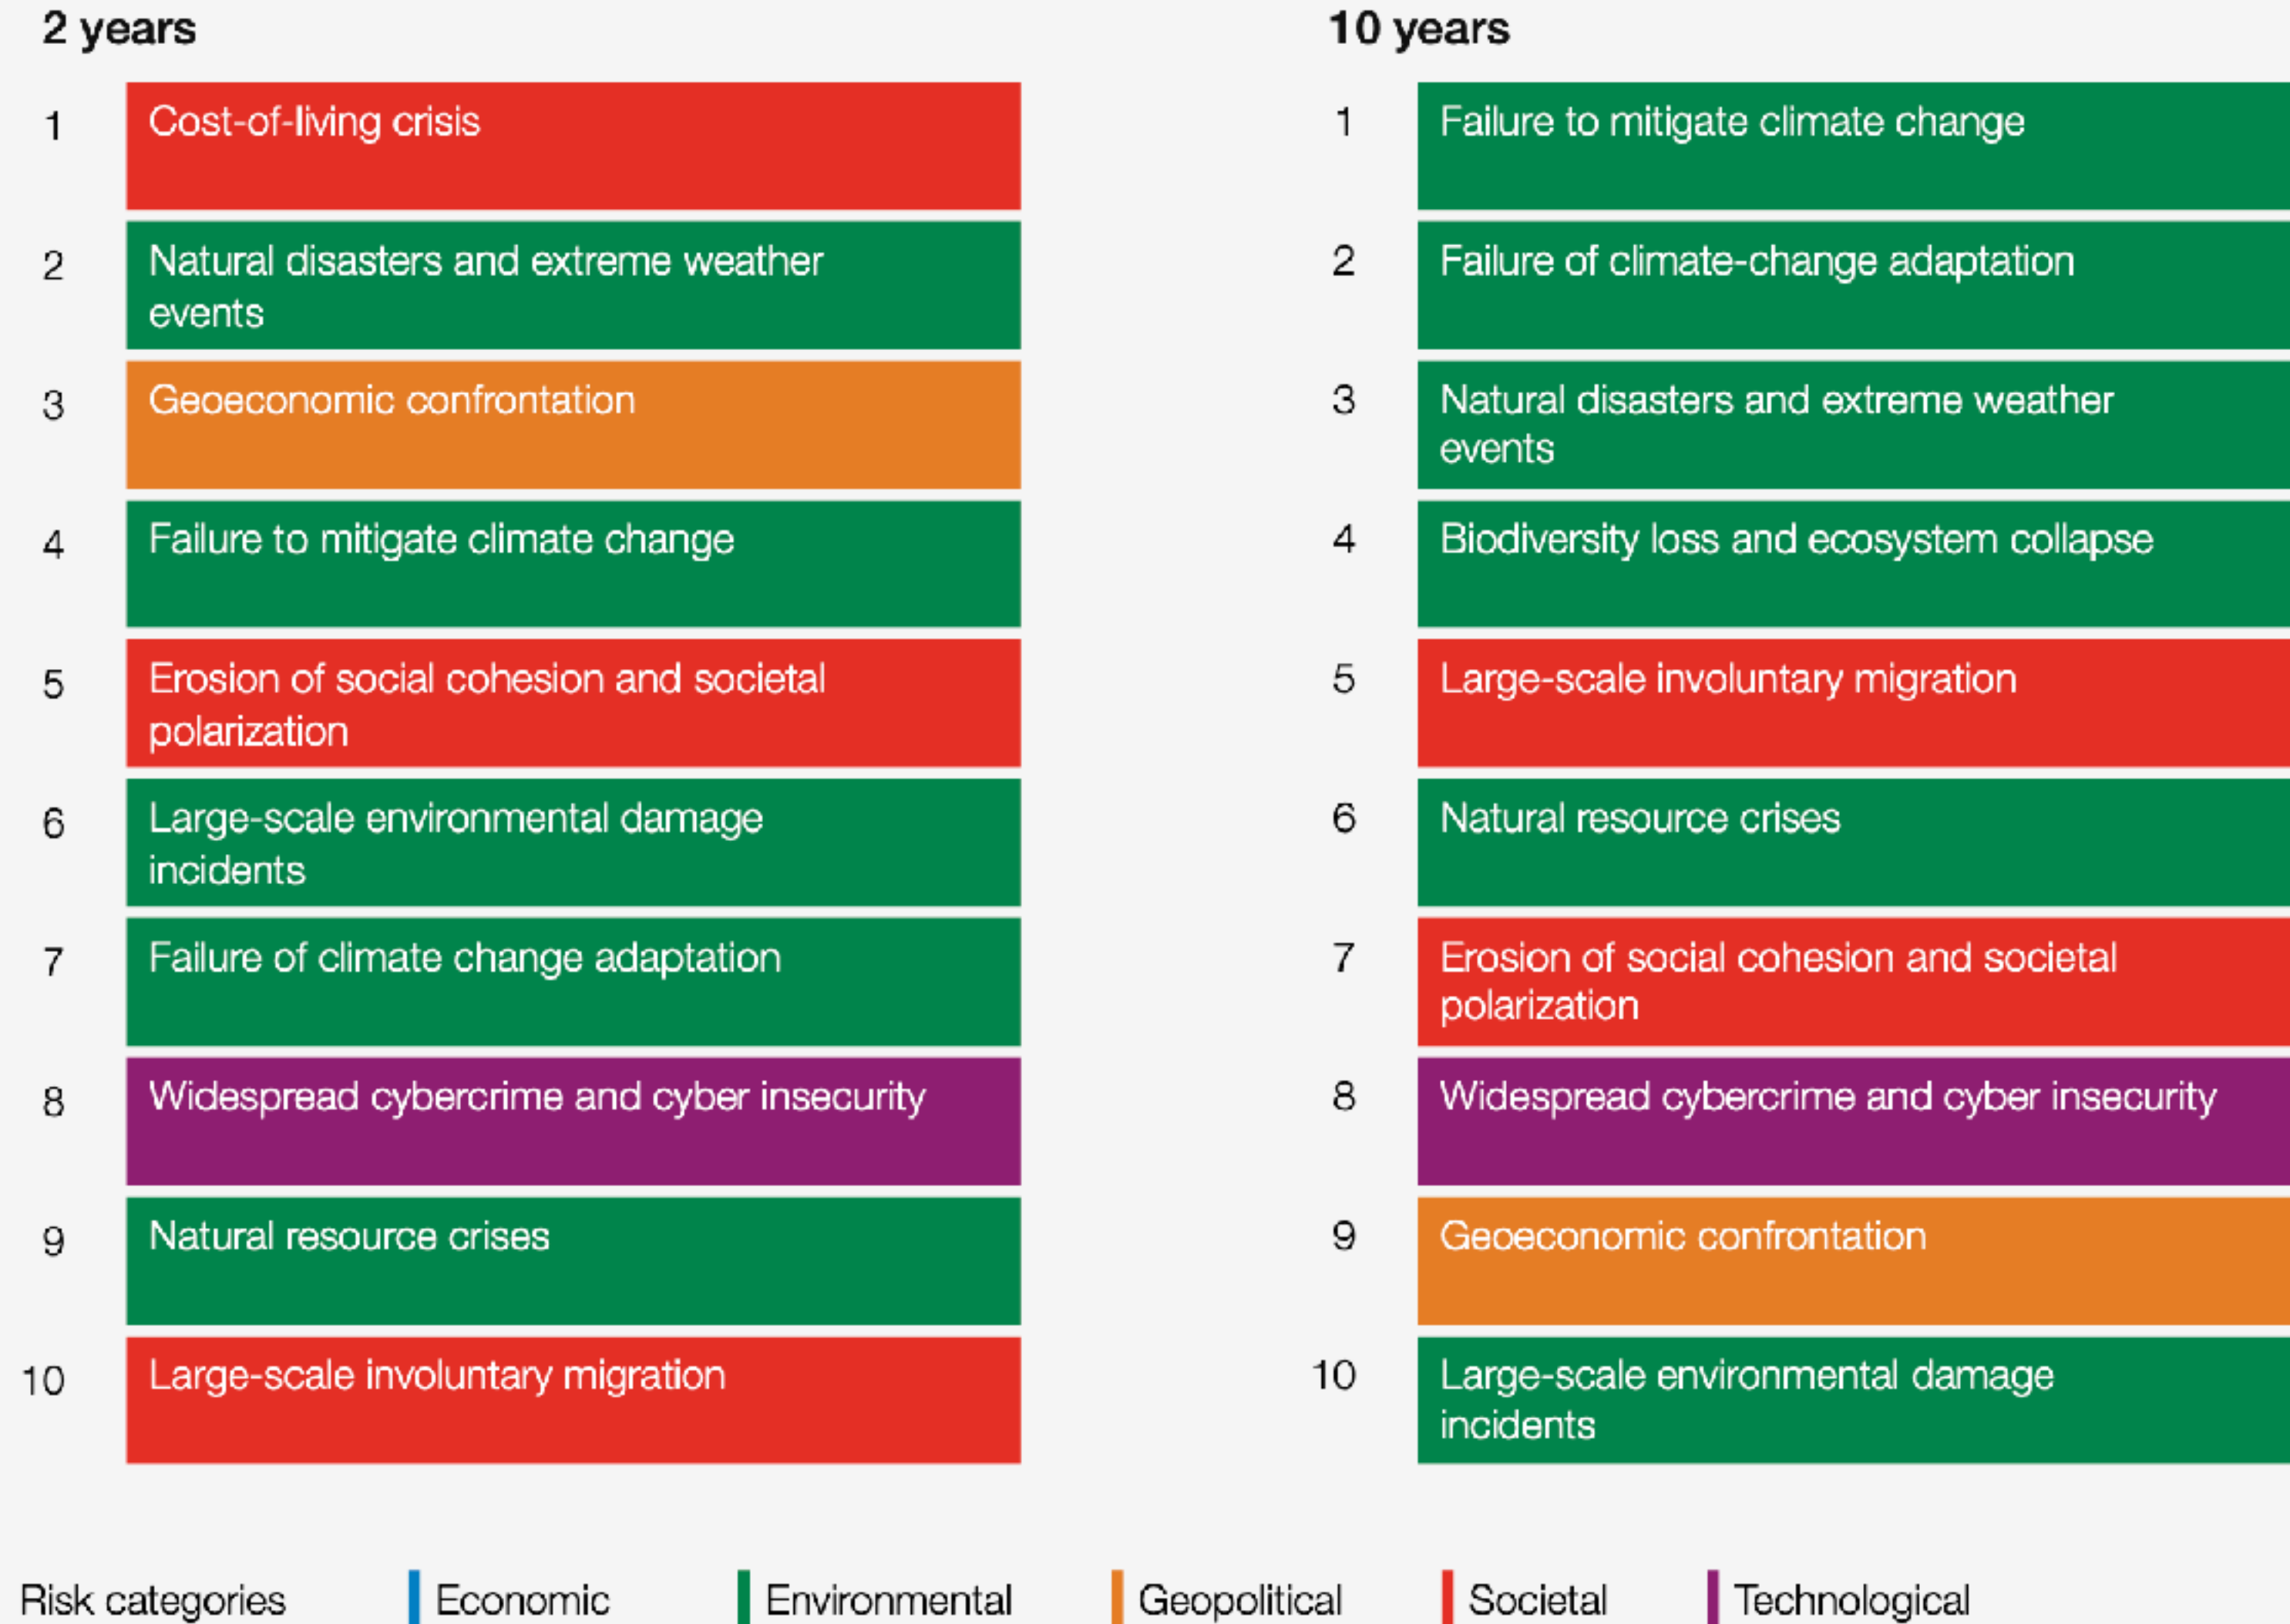 2 years
1
Cost-of-living crisis
2
Natural disasters and extreme weather
events
3
Geoeconomic confrontation
4
Failure to mitigate climate change
5
Erosion of social cohesion and societal
polarization
6
Large-scale environmental damage
incidents
7
Failure of climate change adaptation
8
Widespread cybercrime and cyber insecurity
9
Natural resource crises
10
Large-scale involuntary migration
10 years
1
Failure to mitigate climate change
2
Failure of climate-change adaptation
3
Natural disasters and extreme weather
events
4
Biodiversity loss and ecosystem collapse
5
Large-scale involuntary migration
6
Natural resource crises
7
Erosion of social cohesion and societal
polarization
8
Widespread cybercrime and cyber insecurity
9
Geoeconomic confrontation
10
Large-scale environmental damage
incidents
Risk categories
Economic
Environmental
Geopolitical
Societal
Technological